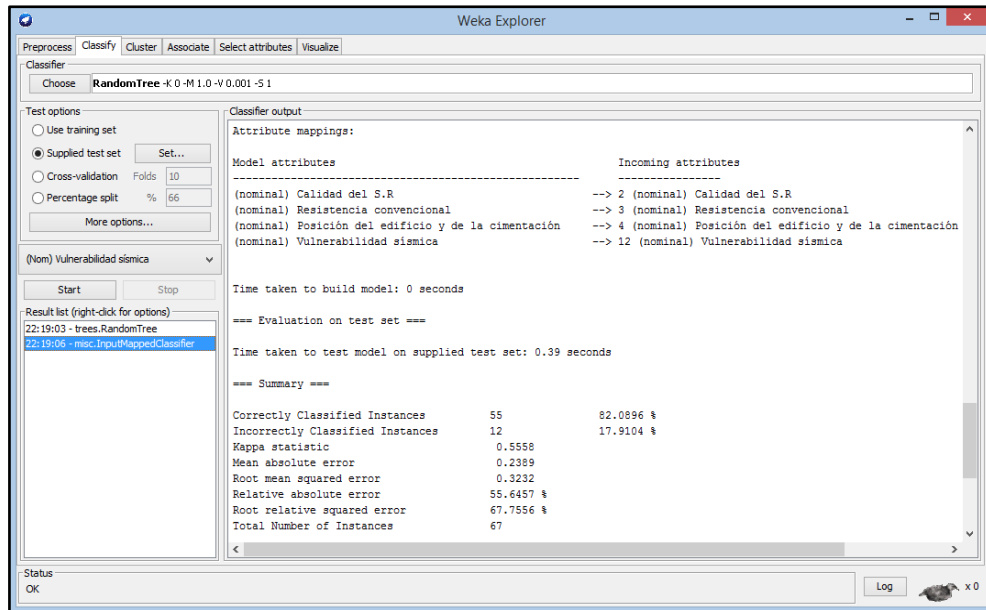 Weka Explorer
Preprocess Classify Cluster Associate Select attributes Visualize
Classifier
Choose RandomTree -K 0 -M 1.0 -V 0.001 -S 1
Test options
Use training set
Supplied test set Set...
Cross-validation Folds 10
Percentage split % 66
More options...
(Nom) Vulnerabilidad sísmica
Start Stop
Result list (right-click for options)
22:19:03 - trees.RandomTree
22:19:06 - misc.InputMappedClassifier
Classifier output
Attribute mappings:
Model attributes Incoming attributes
------------------------------------------------------ ----------------
(nominal) Calidad del S.R --> 2 (nominal) Calidad del S.R
(nominal) Resistencia convencional --> 3 (nominal) Resistencia convencional
(nominal) Posición del edificio y de la cimentación --> 4 (nominal) Posición del edificio y de la cimentación
(nominal) Vulnerabilidad sísmica --> 12 (nominal) Vulnerabilidad sísmica
Time taken to build model: 0 seconds
=== Evaluation on test set ===
Time taken to test model on supplied test set: 0.39 seconds
=== Summary ===
Correctly Classified Instances 55 82.0896 %
Incorrectly Classified Instances 12 17.9104 %
Kappa statistic 0.5558
Mean absolute error 0.2389
Root mean squared error 0.3232
Relative absolute error 55.6457 %
Root relative squared error 67.7556 %
Total Number of Instances 67
Status
OK
Log x 0